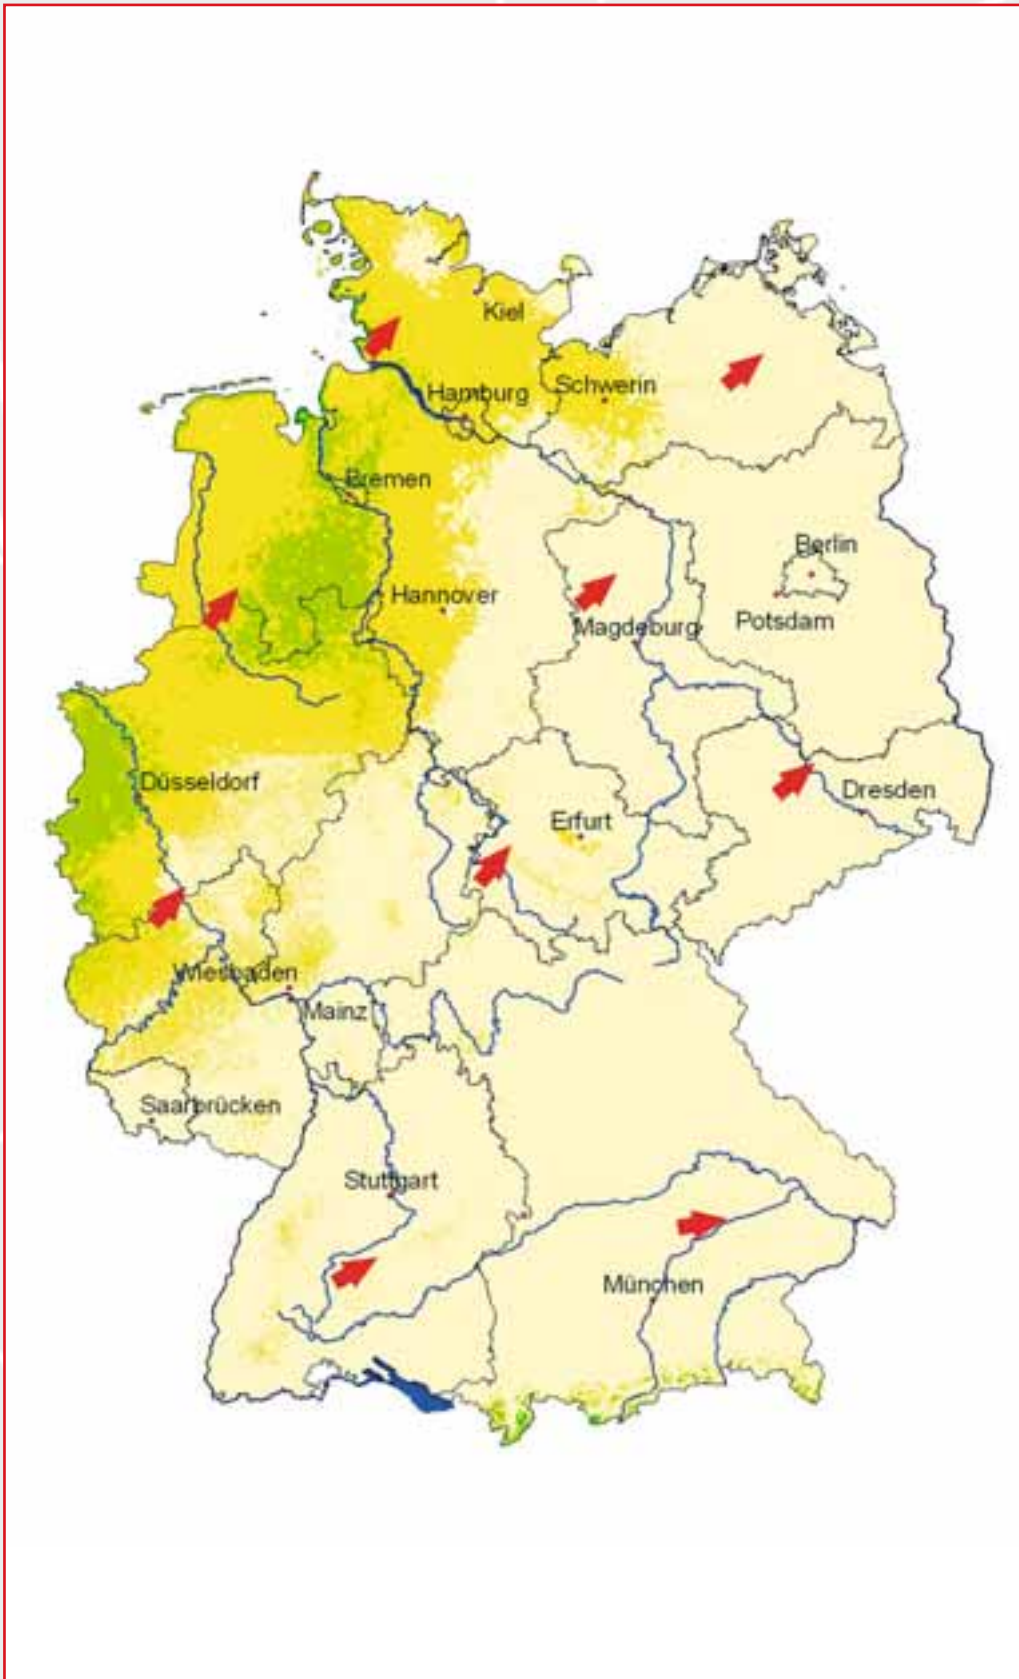 Kiel
Schwerin
Hamburg
Bremen
Berlin
Hannover
Potsdam
Magdeburg
Düsseldorf
Dresden
Erfurt
Wiesbaden
Mainz
Saarbrücken
Stuttgart
München